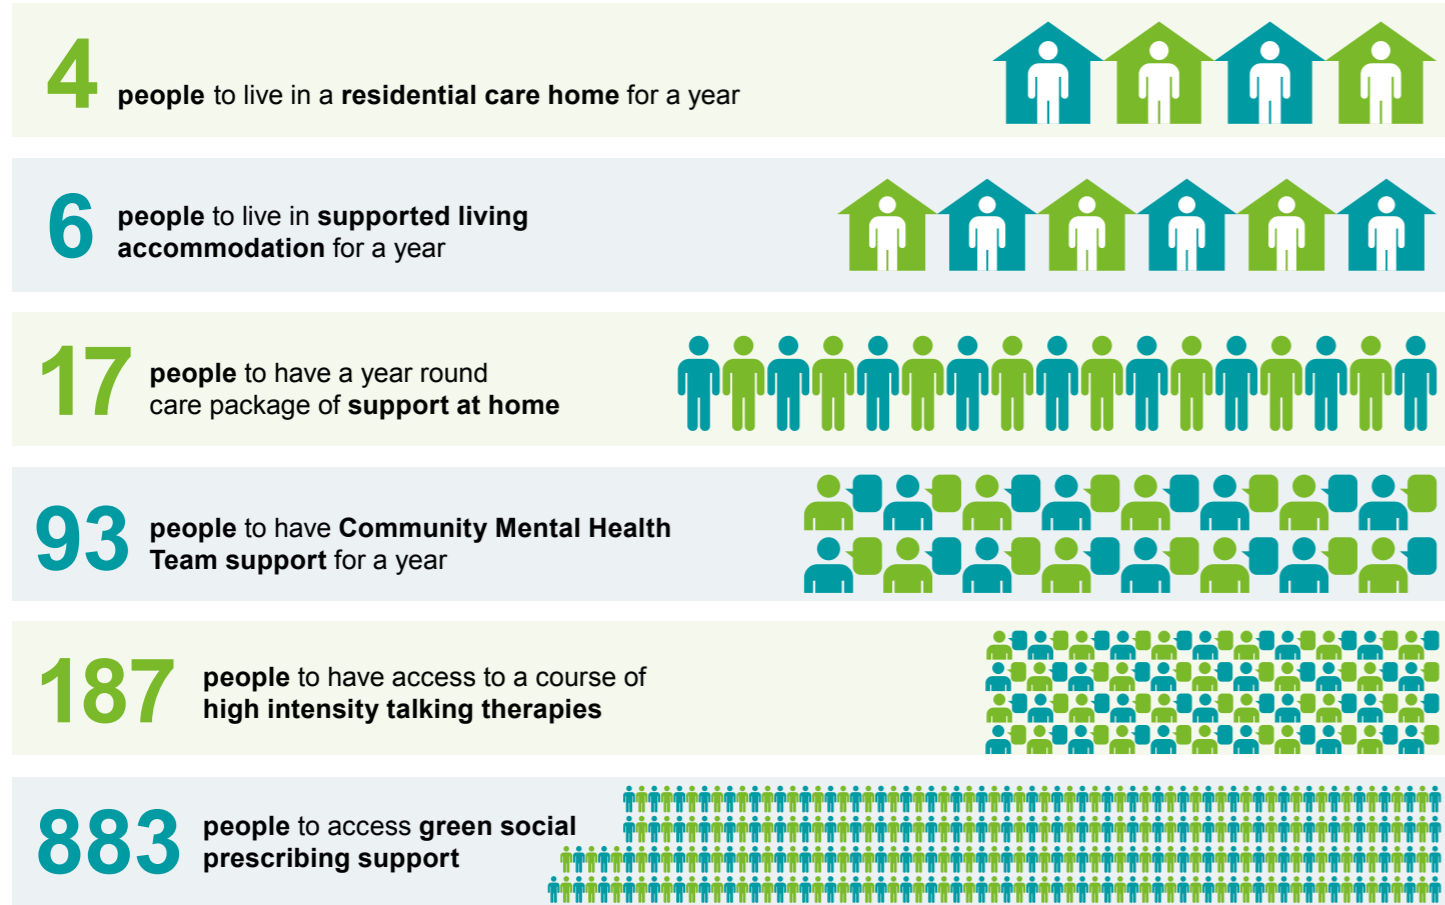 4
people to live in a residential care home for a year
6
people to live in supported living
accommodation for a year
17
people to have a year round
care package of support at home
93
people to have Community Mental Health
Team support for a year
187
people to have access to a course of
high intensity talking therapies
883
people to access green social
prescribing support